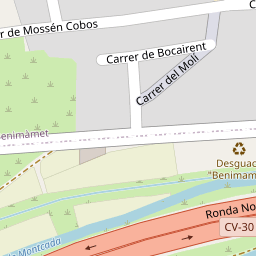 r de Mossén Cobos
Carrer de Bocairent
Carrer del Molí
Benimàmet
Desguac
"Benimam
Ronda No
CV-30
Montcada